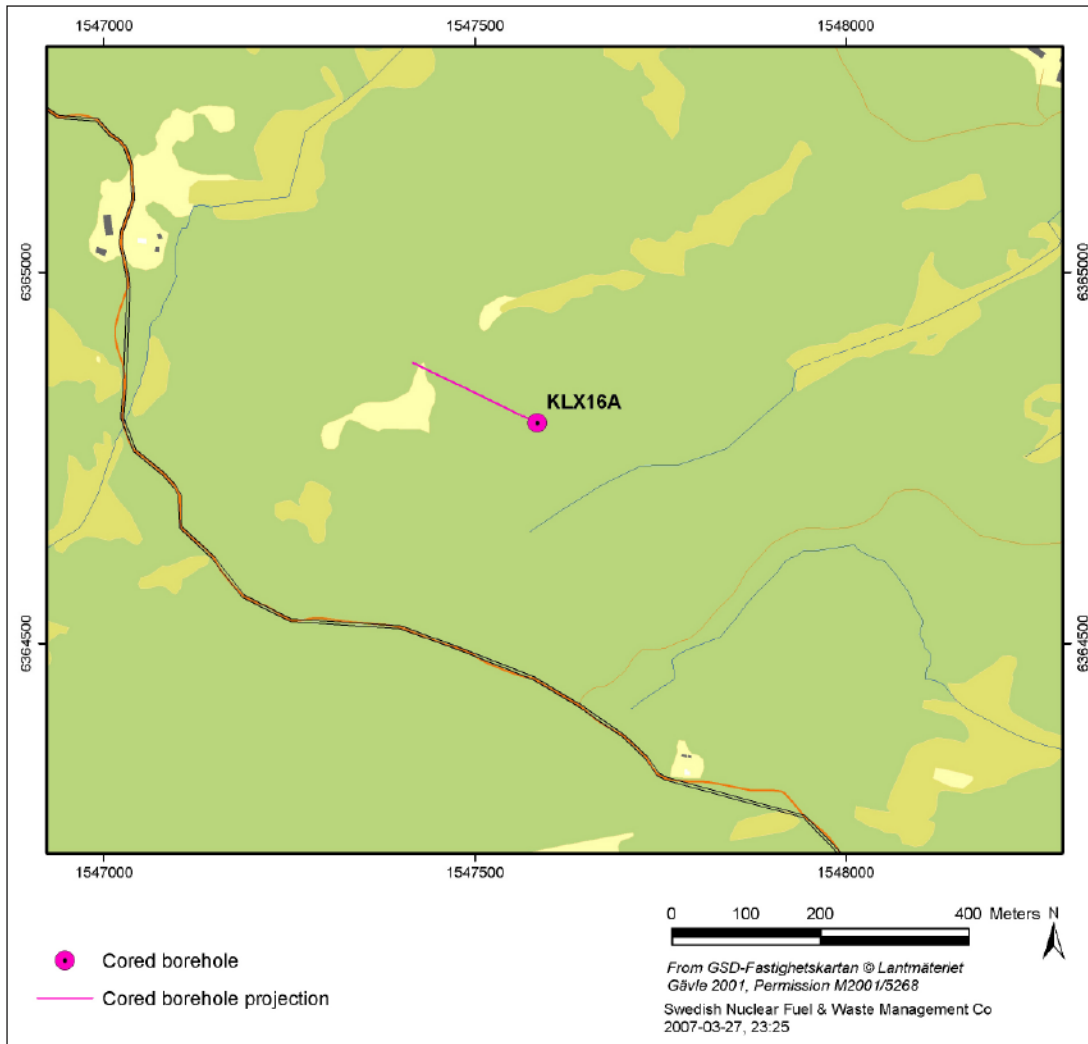 1547000
1547500
1548000
6365000
6365000
KLX16A
6364500
6364500
1547000
1547500
1548000
0 100 200 400 Meters N
Cored borehole
Cored borehole projection
From GSD-Fastighetskartan © Lantmäteriet
Gävle 2001, Permission M2001/5268
Swedish Nuclear Fuel & Waste Management Co
2007-03-27, 23:25